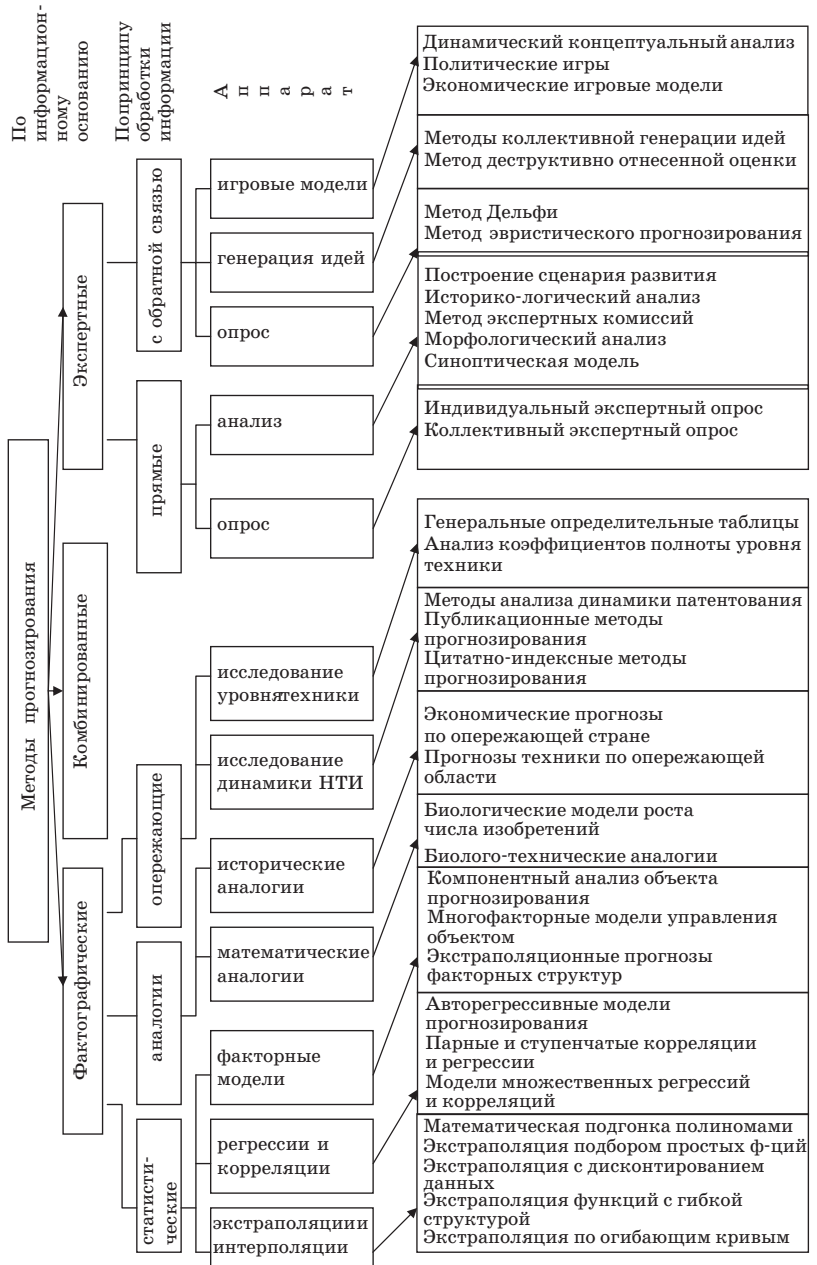 По
информацион-
ному
основанию
Попринципу
обработки
информации
А
п
п
а
р
а
т
Методы прогнозирования
Экспертные
Комбинированные
Фактографические
с обратной связью
прямые
опережающие
аналогии
статисти-
ческие
игровые модели
генерация идей
опрос
анализ
опрос
исследование
уровнятехники
исследование
динамики НТИ
исторические
аналогии
математические
аналогии
факторные
модели
регрессии и
корреляции
экстраполяциии
интерполяции
Динамический концептуальный анализ
Политические игры
Экономические игровые модели
Методы коллективной генерации идей
Метод деструктивно отнесенной оценки
Метод Дельфи
Метод эвристического прогнозирования
Построение сценария развития
Историко-логический анализ
Метод экспертных комиссий
Морфологический анализ
Синоптическая модель
Индивидуальный экспертный опрос
Коллективный экспертный опрос
Генеральные определительные таблицы
Анализ коэффициентов полноты уровня
техники
Методы анализа динамики патентования
Публикационные методы
прогнозирования
Цитатно-индексные методы
прогнозирования
Экономические прогнозы
по опережающей стране
Прогнозы техники по опережающей
области
Биологические модели роста
числа изобретений
Биолого-технические аналогии
Компонентный анализ объекта
прогнозирования
Многофакторные модели управления
объектом
Экстраполяционные прогнозы
факторных структур
Авторегрессивные модели
прогнозирования
Парные и ступенчатые корреляции
и регрессии
Модели множественных регрессий
и корреляций
Математическая подгонка полиномами
Экстраполяция подбором простых ф-ций
Экстраполяция с дисконтированием
данных
Экстраполяция функций с гибкой
структурой
Экстраполяция по огибающим кривым